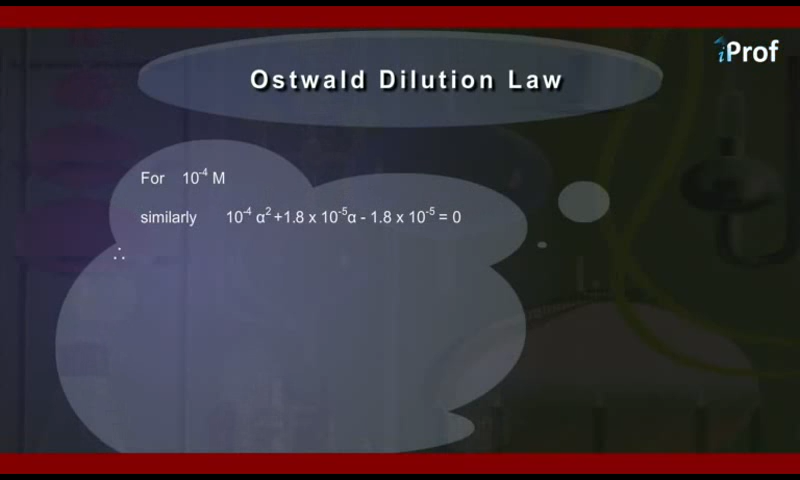 iProf
Ostwald Dilution Law
For 10⁻⁴ M
similarly 10⁻⁴ α² +1.8 x 10⁻⁵α - 1.8 x 10⁻⁵ = 0
∴